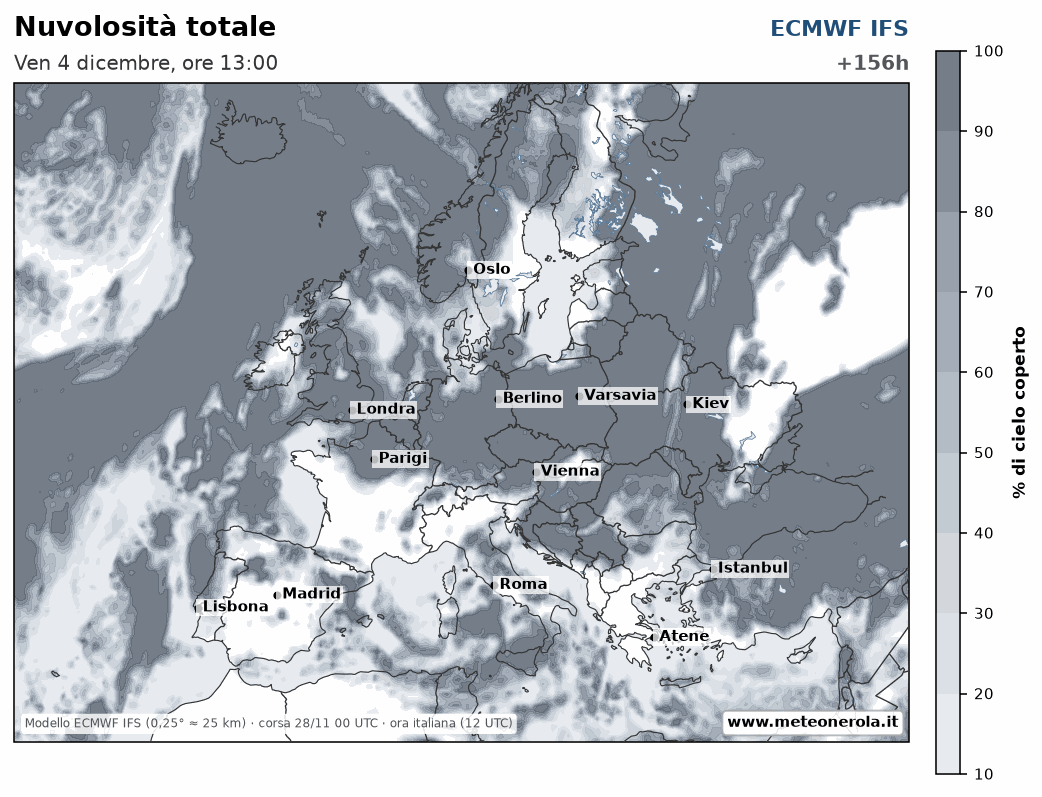 Nuvolosità totale
ECMWF IFS
Ven 4 dicembre, ore 13:00
+156h
100
90
80
70
60
50
40
30
20
10
% di cielo coperto
Oslo
Berlino
Varsavia
Kiev
Londra
Parigi
Vienna
Istanbul
Roma
Madrid
Lisbona
Atene
Modello ECMWF IFS (0,25° ≈ 25 km) · corsa 28/11 00 UTC · ora italiana (12 UTC)
www.meteonerola.it